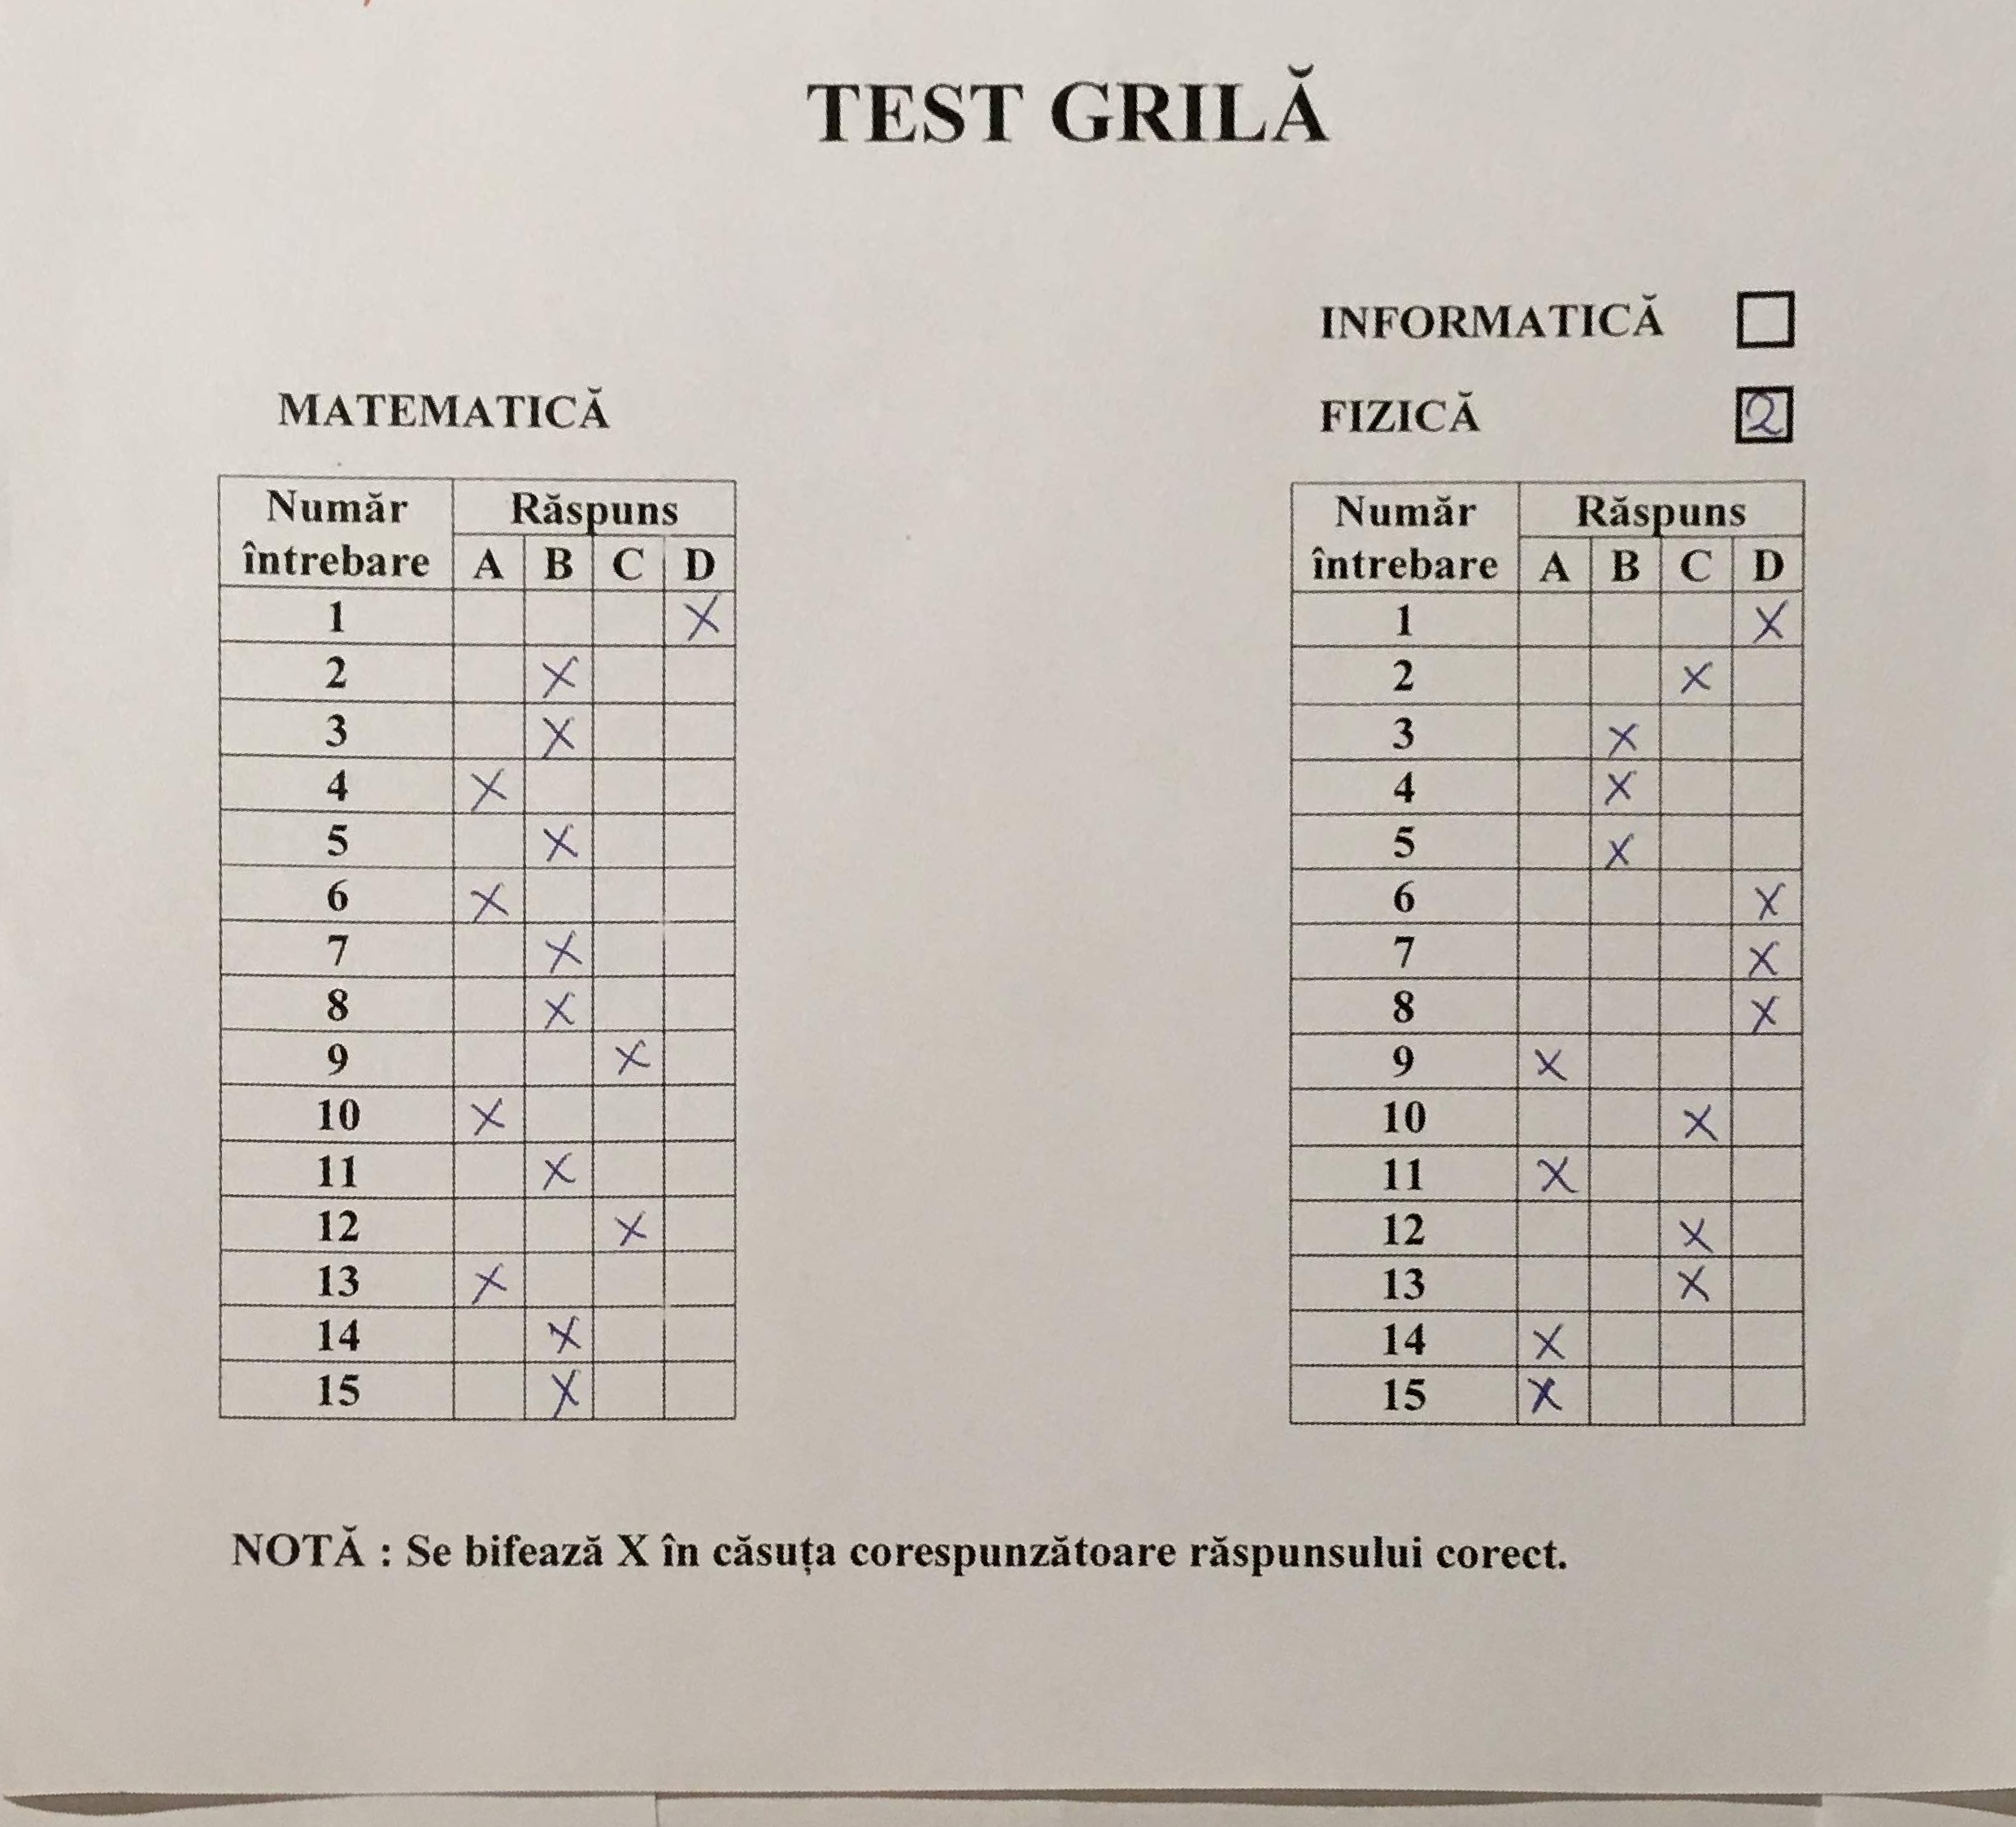 TEST GRILĂ
INFORMATICĂ
MATEMATICĂ
FIZICĂ 2
Număr întrebare Răspuns
A B C D
1 X
2 X
3 X
4 X
5 X
6 X
7 X
8 X
9 X
10 X
11 X
12 X
13 X
14 X
15 X
Număr întrebare Răspuns
A B C D
1 X
2 X
3 X
4 X
5 X
6 X
7 X
8 X
9 X
10 X
11 X
12 X
13 X
14 X
15 X
NOTĂ : Se bifează X în căsuța corespunzătoare răspunsului corect.